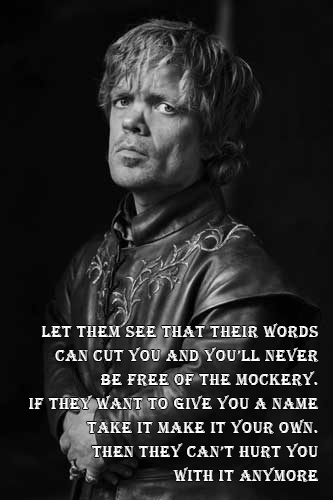 LET THEM SEE THAT THEIR WORDS
CAN CUT YOU AND YOU'LL NEVER
BE FREE OF THE MOCKERY.
IF THEY WANT TO GIVE YOU A NAME
TAKE IT MAKE IT YOUR OWN.
THEN THEY CAN'T HURT YOU
WITH IT ANYMORE